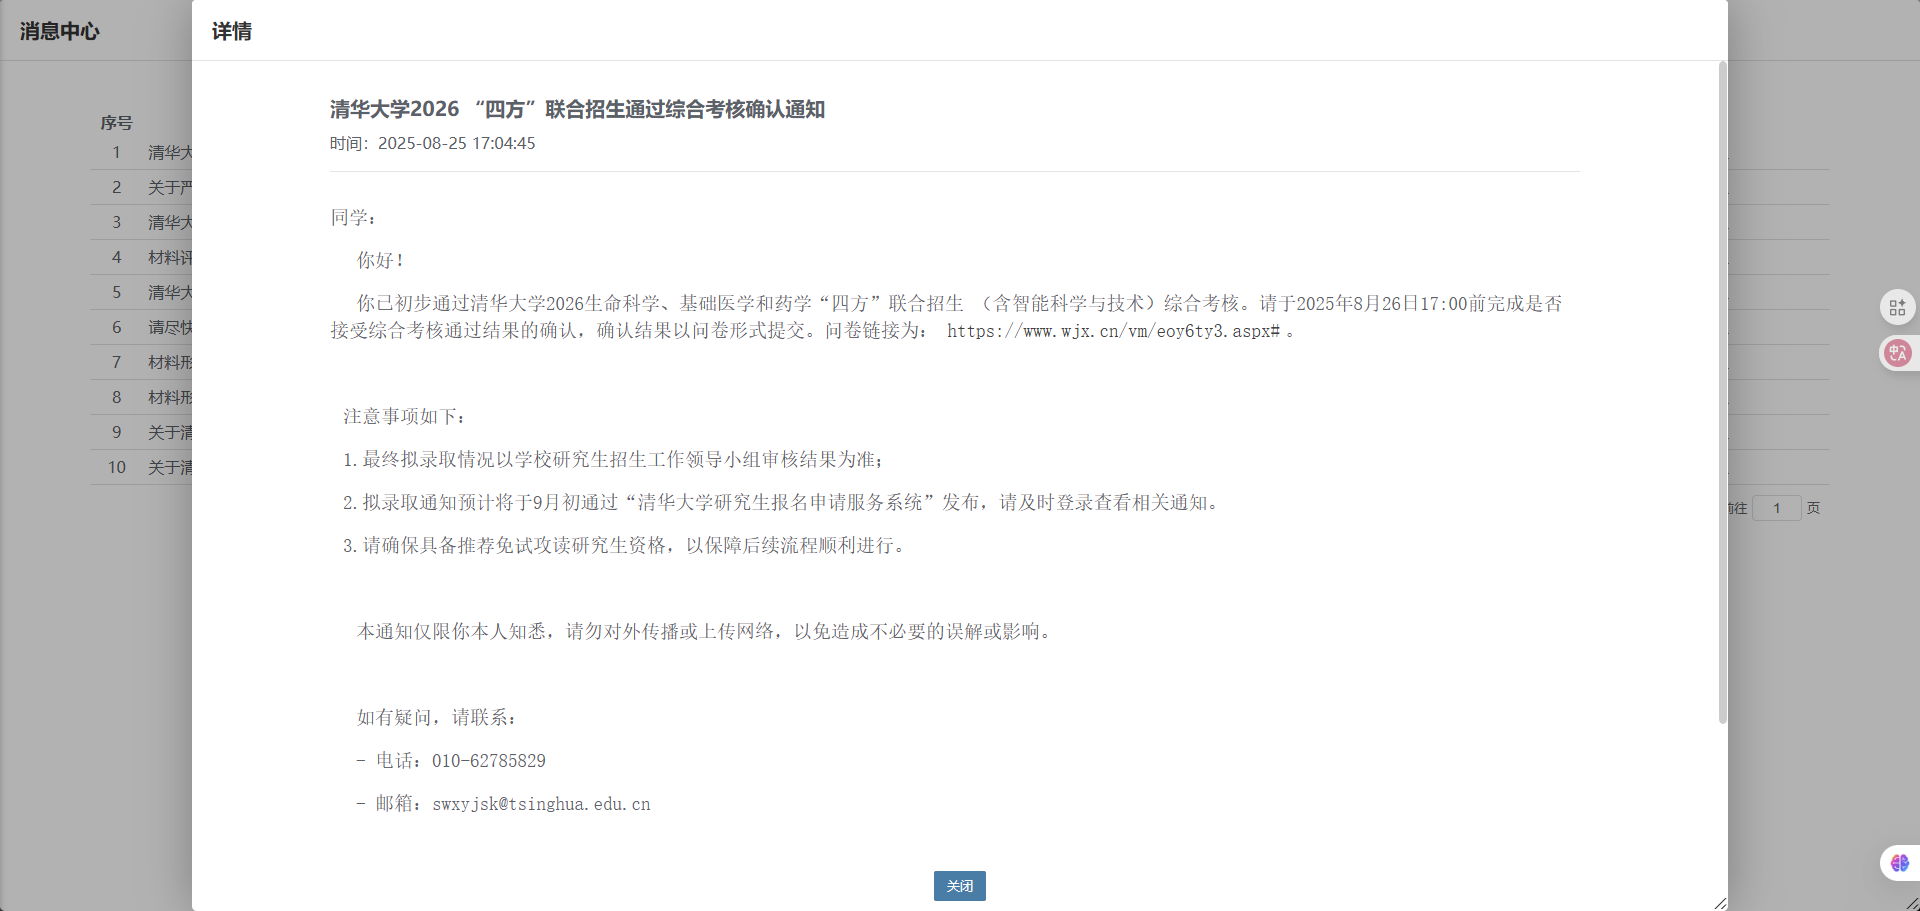 消息中心
详情
清华大学2026 “四方”联合招生通过综合考核确认通知
时间：2025-08-25 17:04:45
同学：
你好！
你已初步通过清华大学2026生命科学、基础医学和药学“四方”联合招生 （含智能科学与技术）综合考核。请于2025年8月26日17:00前完成是否
接受综合考核通过结果的确认，确认结果以问卷形式提交。问卷链接为： https://www.wjx.cn/vm/eoy6ty3.aspx# 。
注意事项如下：
1.最终拟录取情况以学校研究生招生工作领导小组审核结果为准；
2.拟录取通知预计将于9月初通过“清华大学研究生报名申请服务系统”发布，请及时登录查看相关通知。
3.请确保具备推荐免试攻读研究生资格，以保障后续流程顺利进行。
本通知仅限你本人知悉，请勿对外传播或上传网络，以免造成不必要的误解或影响。
如有疑问，请联系：
- 电话：010-62785829
- 邮箱：swxyjsk@tsinghua.edu.cn
关闭
序号
1 清华大
2 关于严
3 清华大
4 材料评
5 清华大
6 请尽快
7 材料形
8 材料形
9 关于清
10 关于清
前往 1 页